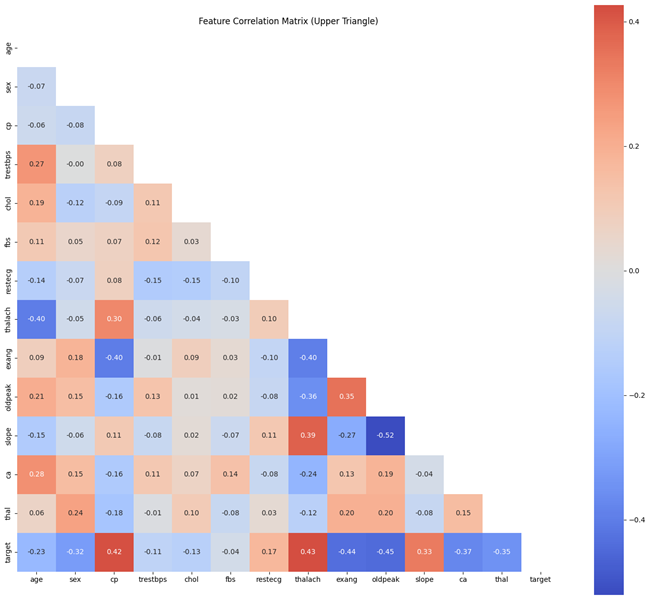 Feature Correlation Matrix (Upper Triangle)
age
sex -0.07
cp -0.06 -0.08
trestbps 0.27 -0.00 0.08
chol 0.19 -0.12 -0.09 0.11
fbs 0.11 0.05 0.07 0.12 0.03
restecg -0.14 -0.07 0.08 -0.15 -0.15 -0.10
thalach -0.40 -0.05 0.30 -0.06 -0.04 -0.03 0.10
exang 0.09 0.18 -0.40 -0.01 0.09 0.03 -0.10 -0.40
oldpeak 0.21 0.15 -0.16 0.13 0.01 0.02 -0.08 -0.36 0.35
slope -0.15 -0.06 0.11 -0.08 0.02 -0.07 0.11 0.39 -0.27 -0.52
ca 0.28 0.15 -0.16 0.11 0.07 0.14 -0.08 -0.24 0.13 0.19 -0.04
thal 0.06 0.24 -0.18 -0.01 0.10 -0.08 0.03 -0.12 0.20 0.20 -0.08 0.15
target -0.23 -0.32 0.42 -0.11 -0.13 -0.04 0.17 0.43 -0.44 -0.45 0.33 -0.37 -0.35
age sex cp trestbps chol fbs restecg thalach exang oldpeak slope ca thal target
0.4
0.2
0.0
−0.2
−0.4